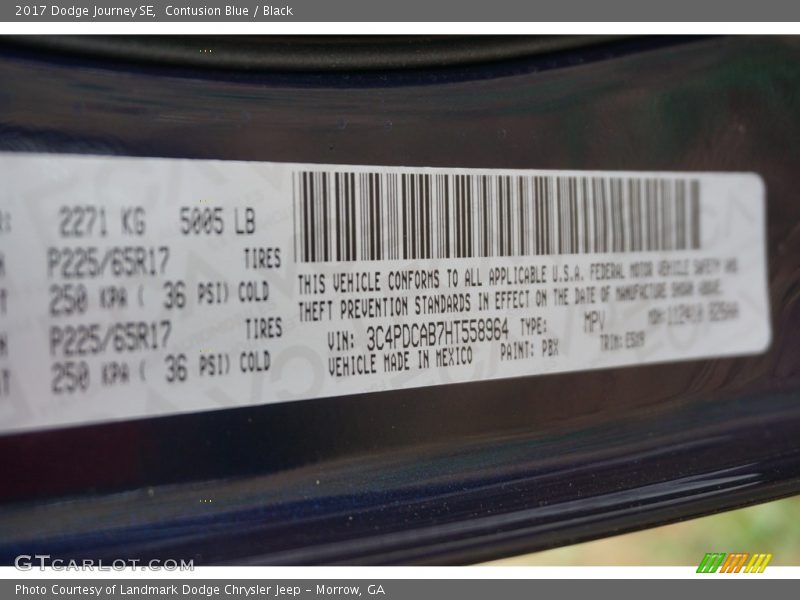 2017 Dodge Journey SE, Contusion Blue / Black
2271 KG 5005 LB
P225/65R17 TIRES
250 KPA ( 36 PSI) COLD
P225/65R17 TIRES
250 KPA ( 36 PSI) COLD
THIS VEHICLE CONFORMS TO ALL APPLICABLE U.S.A. FEDERAL MOTOR VEHICLE SAFETY AND
THEFT PREVENTION STANDARDS IN EFFECT ON THE DATE OF MANUFACTURE SHOWN ABOVE.
VIN: 3C4PDCAB7HT558964 TYPE: MPV
VEHICLE MADE IN MEXICO PAINT: PBX TRIM:
GTCARLOT.COM
Photo Courtesy of Landmark Dodge Chrysler Jeep - Morrow, GA